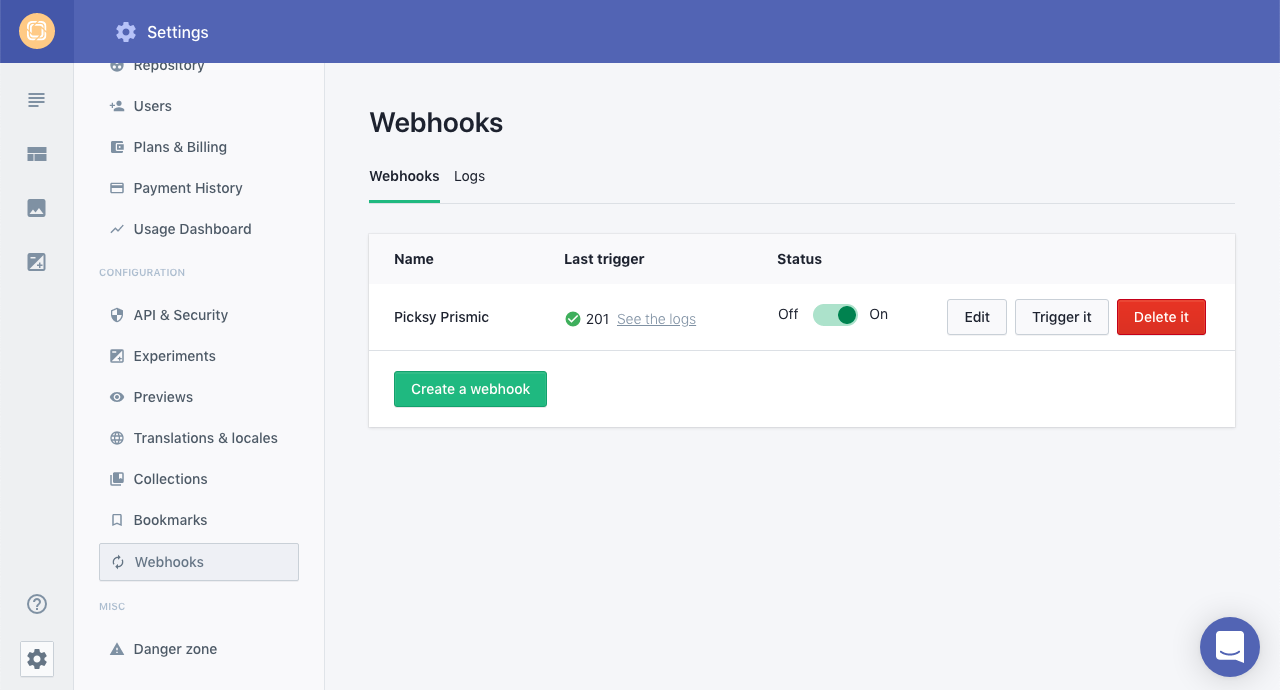 Settings
Repository
Users
Plans & Billing
Payment History
Usage Dashboard
CONFIGURATION
API & Security
Experiments
Previews
Translations & locales
Collections
Bookmarks
Webhooks
MISC
Danger zone
Webhooks
Webhooks Logs
Name Last trigger Status
Picksy Prismic 201 See the logs Off On Edit Trigger it Delete it
Create a webhook